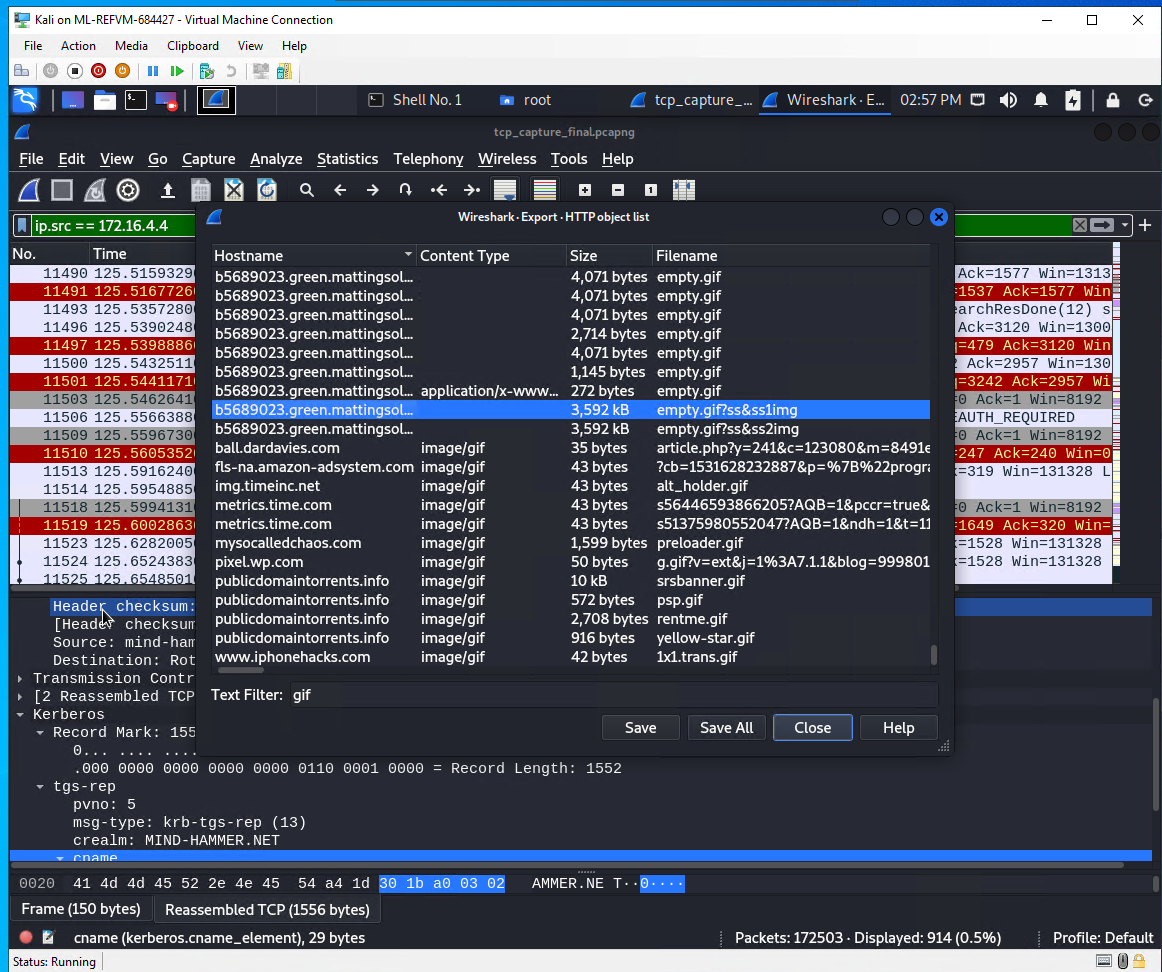 Kali on ML-REFVM-684427 - Virtual Machine Connection
File Action Media Clipboard View Help
Shell No. 1 root tcp_capture_... Wireshark · E... 02:57 PM
tcp_capture_final.pcapng
File Edit View Go Capture Analyze Statistics Telephony Wireless Tools Help
Wireshark · Export · HTTP object list
ip.src == 172.16.4.4
No. Time
11490 125.5159329 Ack=1577 Win=1313
11491 125.5167726 =1537 Ack=1577 Win
11493 125.5357280 earchResDone(12) s
11496 125.5390248 Ack=3120 Win=1300
11497 125.5398886 =479 Ack=3120 Win=
11500 125.5432511 2 Ack=2957 Win=130
11501 125.5441171 =3242 Ack=2957 Wi
11503 125.5462641 =0 Ack=1 Win=8192
11506 125.5566388 EAUTH_REQUIRED
11509 125.5596730 =0 Ack=1 Win=8192
11510 125.5605352 =247 Ack=240 Win=0
11513 125.5916240 =319 Win=131328 L
11514 125.5954885
11518 125.5994131 =0 Ack=1 Win=8192
11519 125.6002863 =1649 Ack=320 Win=
11523 125.6282005 =1528 Win=131328
11524 125.6524383 =1528 Win=131328
11525 125.6548501
Hostname Content Type Size Filename
b5689023.green.mattingsol... 4,071 bytes empty.gif
b5689023.green.mattingsol... 4,071 bytes empty.gif
b5689023.green.mattingsol... 4,071 bytes empty.gif
b5689023.green.mattingsol... 2,714 bytes empty.gif
b5689023.green.mattingsol... 4,071 bytes empty.gif
b5689023.green.mattingsol... 1,145 bytes empty.gif
b5689023.green.mattingsol... application/x-www... 272 bytes empty.gif
b5689023.green.mattingsol... 3,592 kB empty.gif?ss&ss1img
b5689023.green.mattingsol... 3,592 kB empty.gif?ss&ss2img
ball.dardavies.com image/gif 35 bytes article.php?y=241&c=123080&m=8491e
fls-na.amazon-adsystem.com image/gif 43 bytes ?cb=1531628232887&p=%7B%22progra
img.timeinc.net image/gif 43 bytes alt_holder.gif
metrics.time.com image/gif 43 bytes s56446593866205?AQB=1&pccr=true&
metrics.time.com image/gif 43 bytes s51375980552047?AQB=1&ndh=1&t=11
mysocalledchaos.com image/gif 1,599 bytes preloader.gif
pixel.wp.com image/gif 50 bytes g.gif?v=ext&j=1%3A7.1.1&blog=999801
publicdomaintorrents.info image/gif 10 kB srsbanner.gif
publicdomaintorrents.info image/gif 572 bytes psp.gif
publicdomaintorrents.info image/gif 2,708 bytes rentme.gif
publicdomaintorrents.info image/gif 916 bytes yellow-star.gif
www.iphonehacks.com image/gif 42 bytes 1x1.trans.gif
Text Filter: gif
Save Save All Close Help
Header checksum:
[Header checksum
Source: mind-ham
Destination: Rot
Transmission Contr
[2 Reassembled TCP
Kerberos
Record Mark: 155
0... .... ....
.000 0000 0000 0000 0000 0110 0001 0000 = Record Length: 1552
tgs-rep
pvno: 5
msg-type: krb-tgs-rep (13)
crealm: MIND-HAMMER.NET
cname
0020 41 4d 4d 45 52 2e 4e 45 54 a4 1d 30 1b a0 03 02 AMMER.NE T··0····
Frame (150 bytes) Reassembled TCP (1556 bytes)
cname (kerberos.cname_element), 29 bytes Packets: 172503 · Displayed: 914 (0.5%) Profile: Default
Status: Running